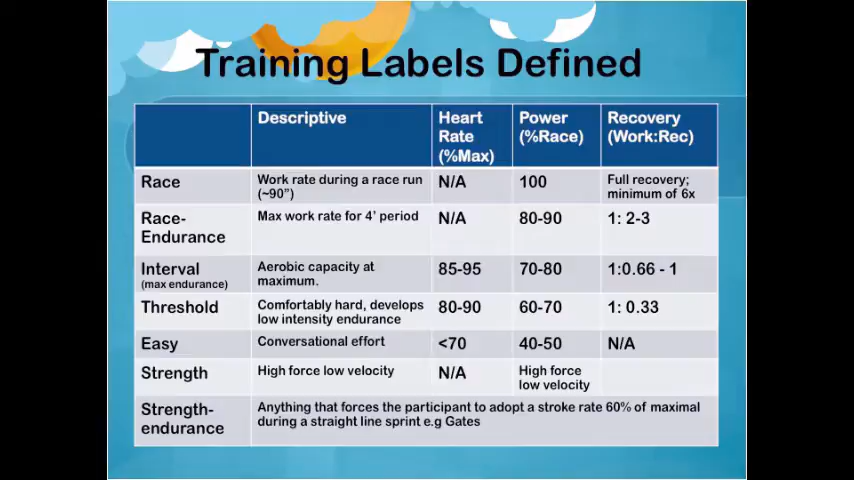 Training Labels Defined
Descriptive
Heart Rate (%Max)
Power (%Race)
Recovery (Work:Rec)
Race
Work rate during a race run (~90”)
N/A
100
Full recovery; minimum of 6x
Race-Endurance
Max work rate for 4’ period
N/A
80-90
1: 2-3
Interval
(max endurance)
Aerobic capacity at maximum.
85-95
70-80
1:0.66 - 1
Threshold
Comfortably hard, develops low intensity endurance
80-90
60-70
1: 0.33
Easy
Conversational effort
<70
40-50
N/A
Strength
High force low velocity
N/A
High force low velocity
Strength-endurance
Anything that forces the participant to adopt a stroke rate 60% of maximal during a straight line sprint e.g Gates